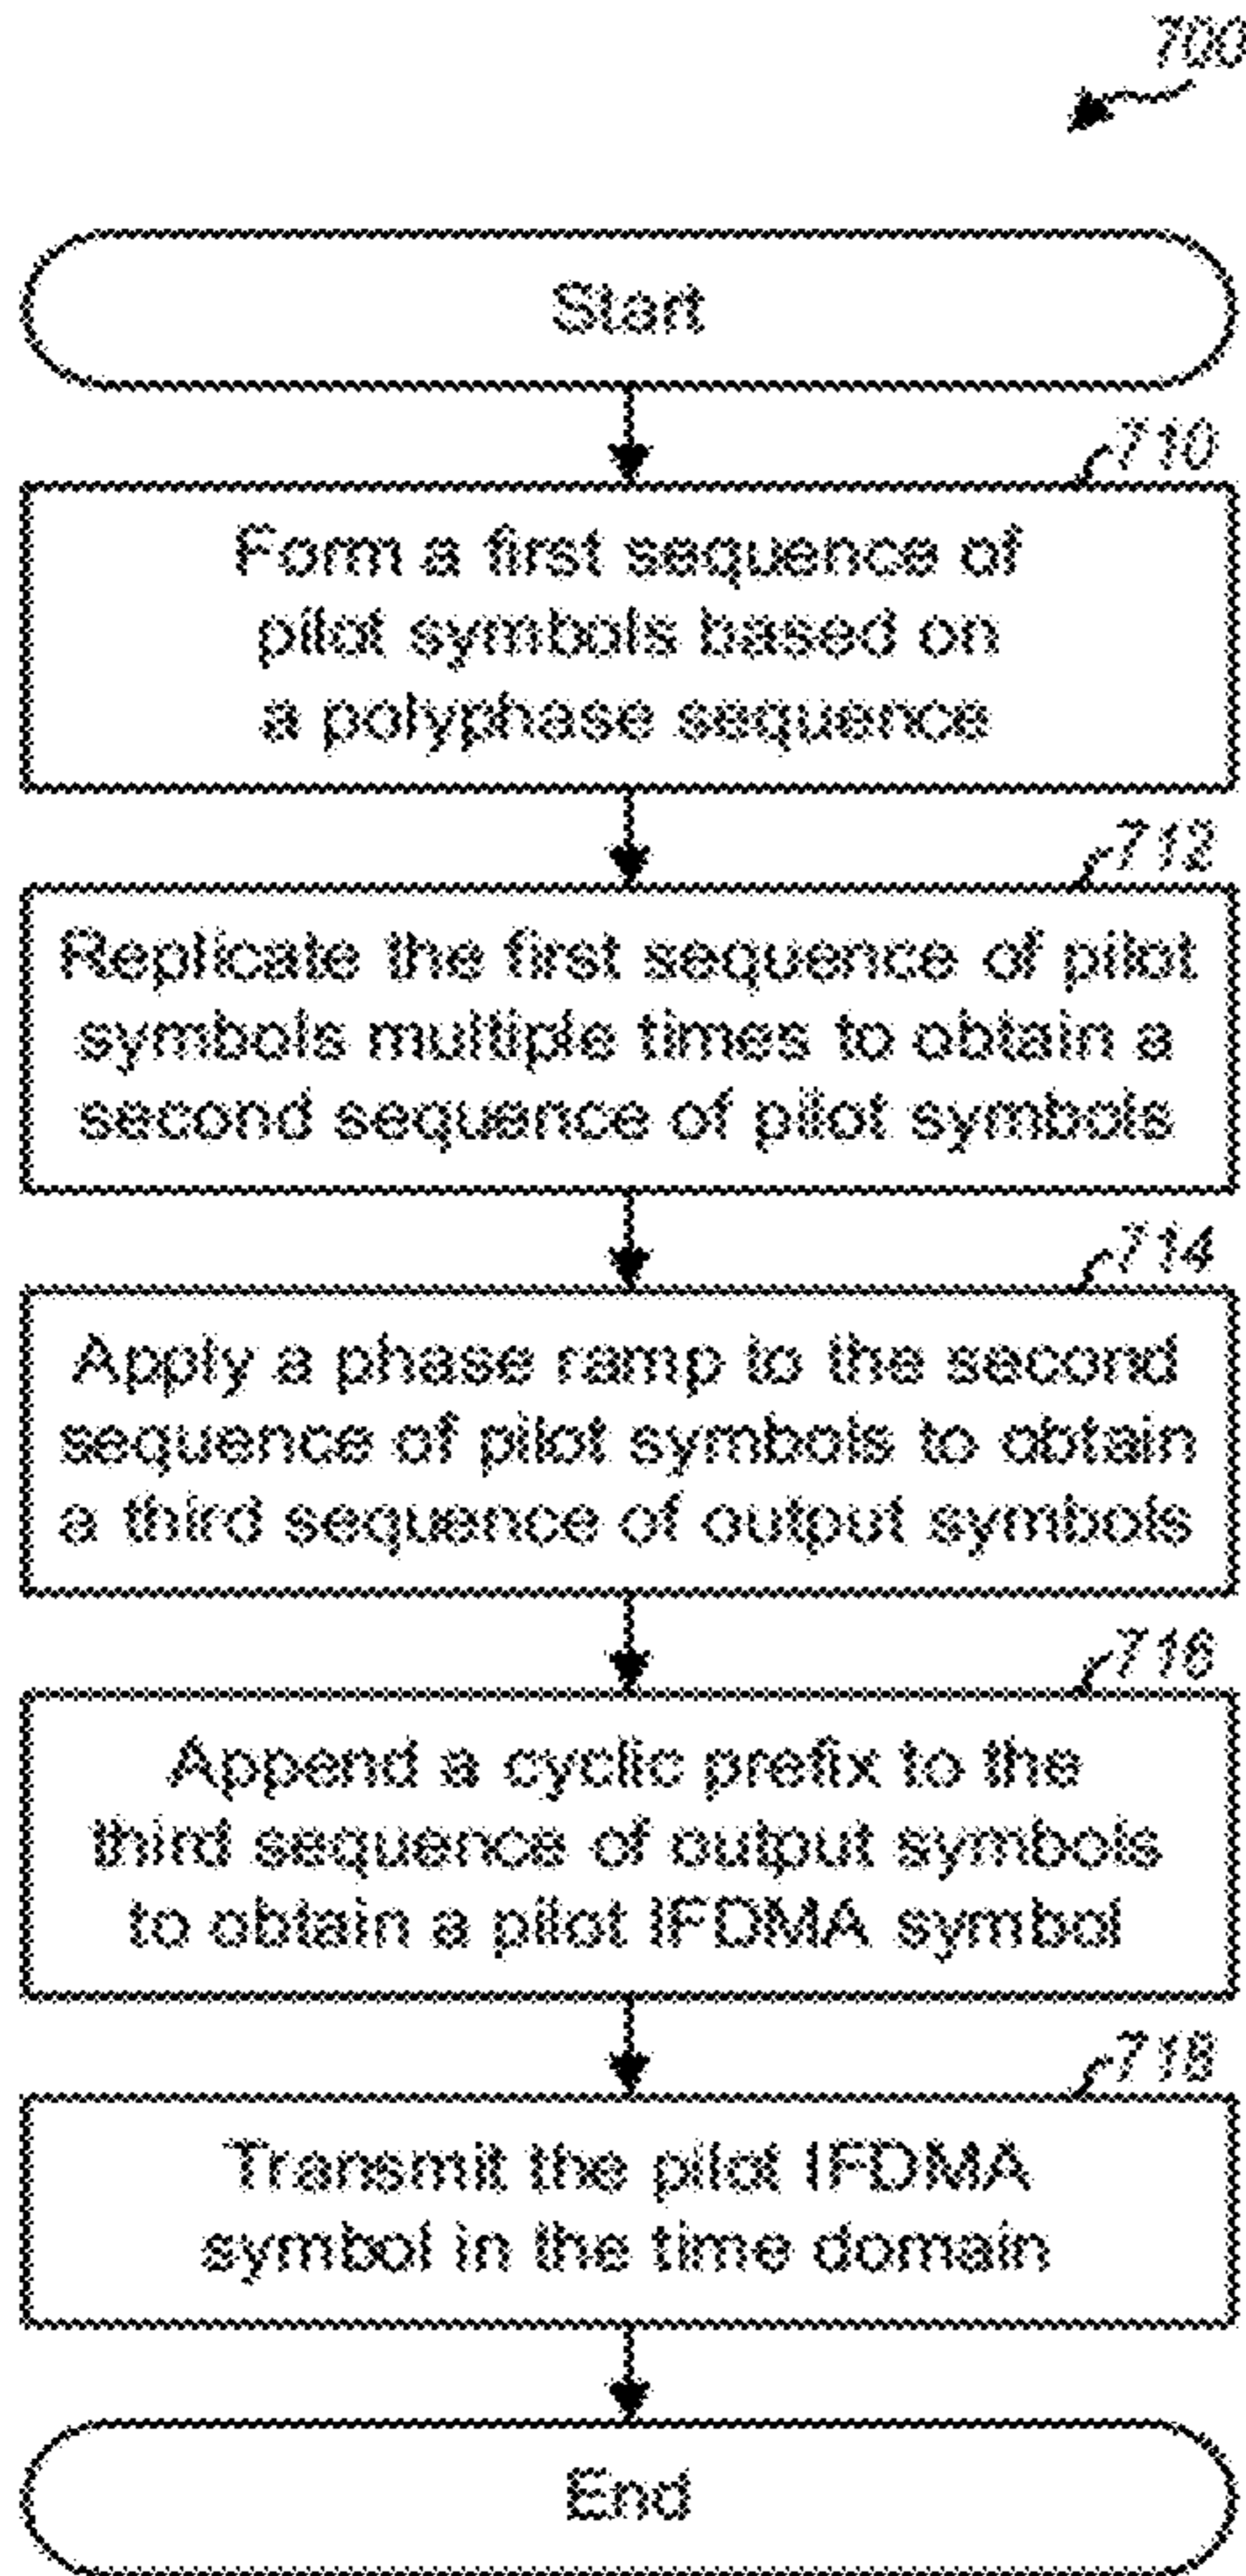 700
Start
710
Form a first sequence of
pilot symbols based on
a polyphase sequence
712
Replicate the first sequence of pilot
symbols multiple times to obtain a
second sequence of pilot symbols
714
Apply a phase ramp to the second
sequence of pilot symbols to obtain
a third sequence of output symbols
716
Append a cyclic prefix to the
third sequence of output symbols
to obtain a pilot IFDMA symbol
718
Transmit the pilot IFDMA
symbol in the time domain
End